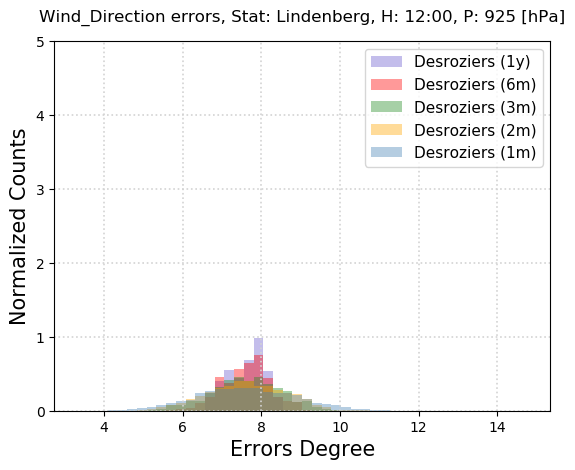 Wind_Direction errors, Stat: Lindenberg, H: 12:00, P: 925 [hPa]
5
4
3
2
1
0
Normalized Counts
Desroziers (1y)
Desroziers (6m)
Desroziers (3m)
Desroziers (2m)
Desroziers (1m)
4 6 8 10 12 14
Errors Degree